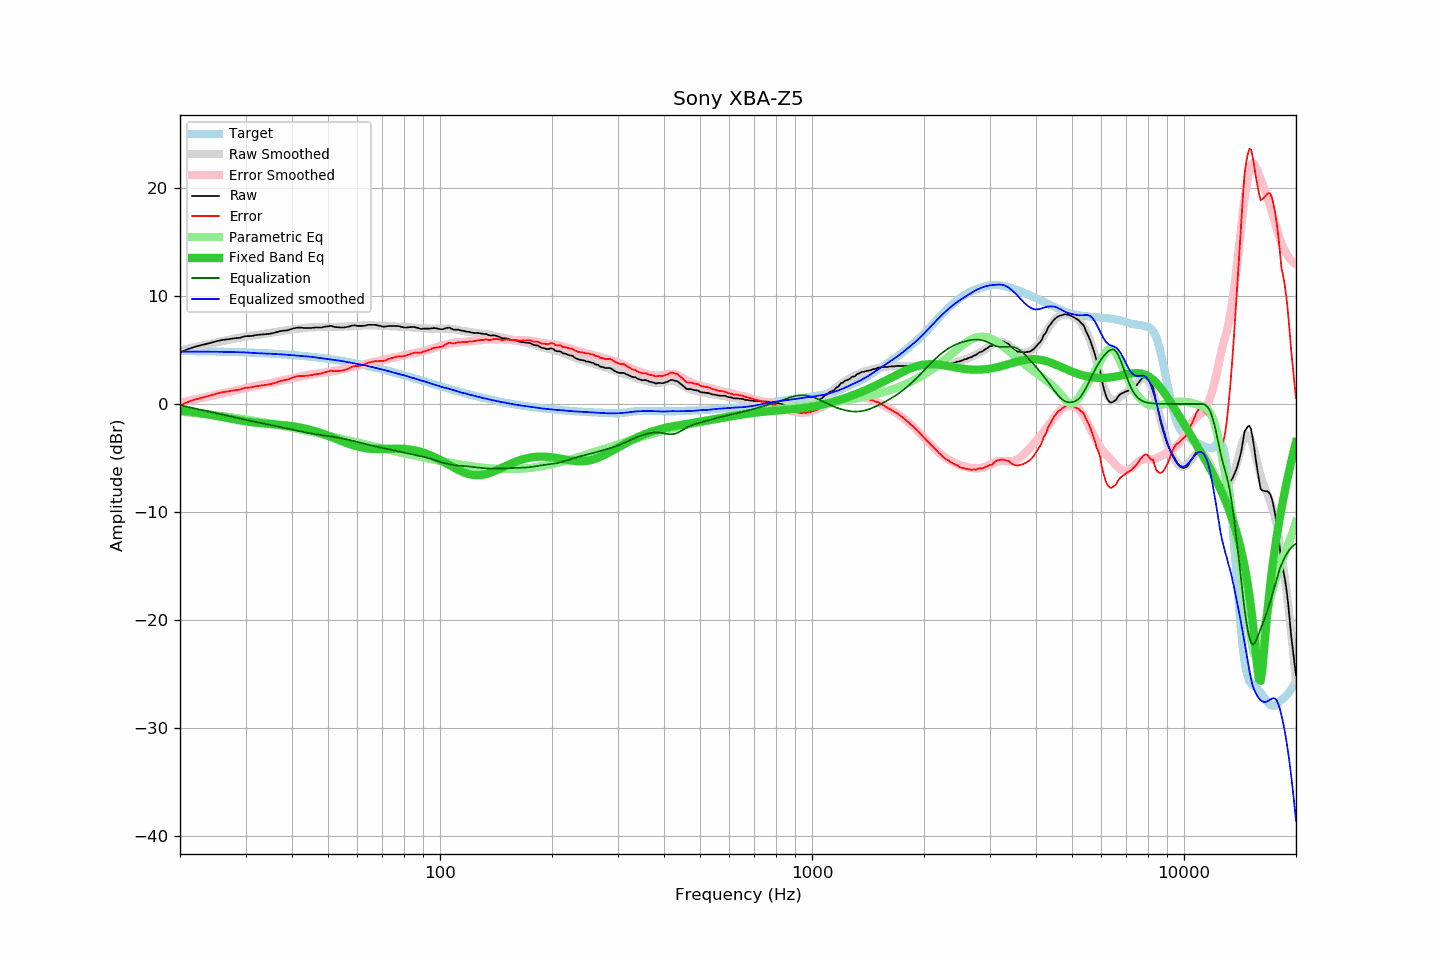 Sony XBA-Z5
Target
Raw Smoothed
Error Smoothed
Raw
Error
Parametric Eq
Fixed Band Eq
Equalization
Equalized smoothed
20
10
0
−10
−20
−30
−40
Amplitude (dBr)
100
1000
10000
Frequency (Hz)